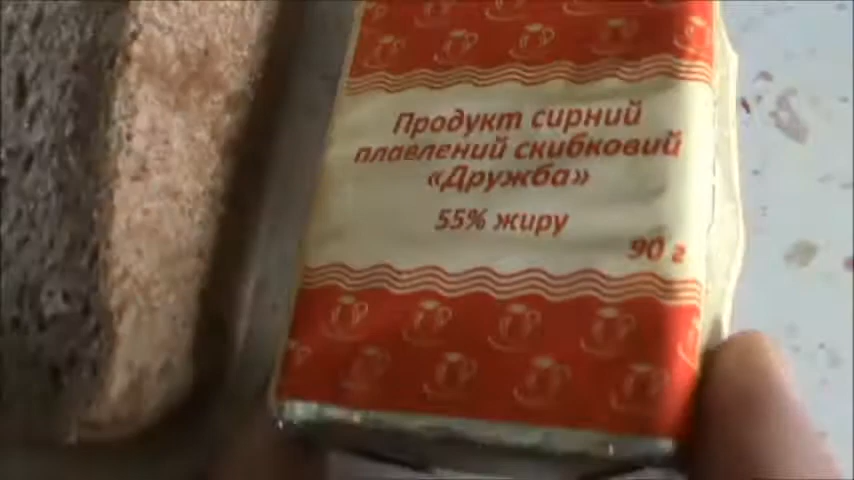 Продукт сирний
плавлений скибковий
«Дружба»
55% жиру
90 г